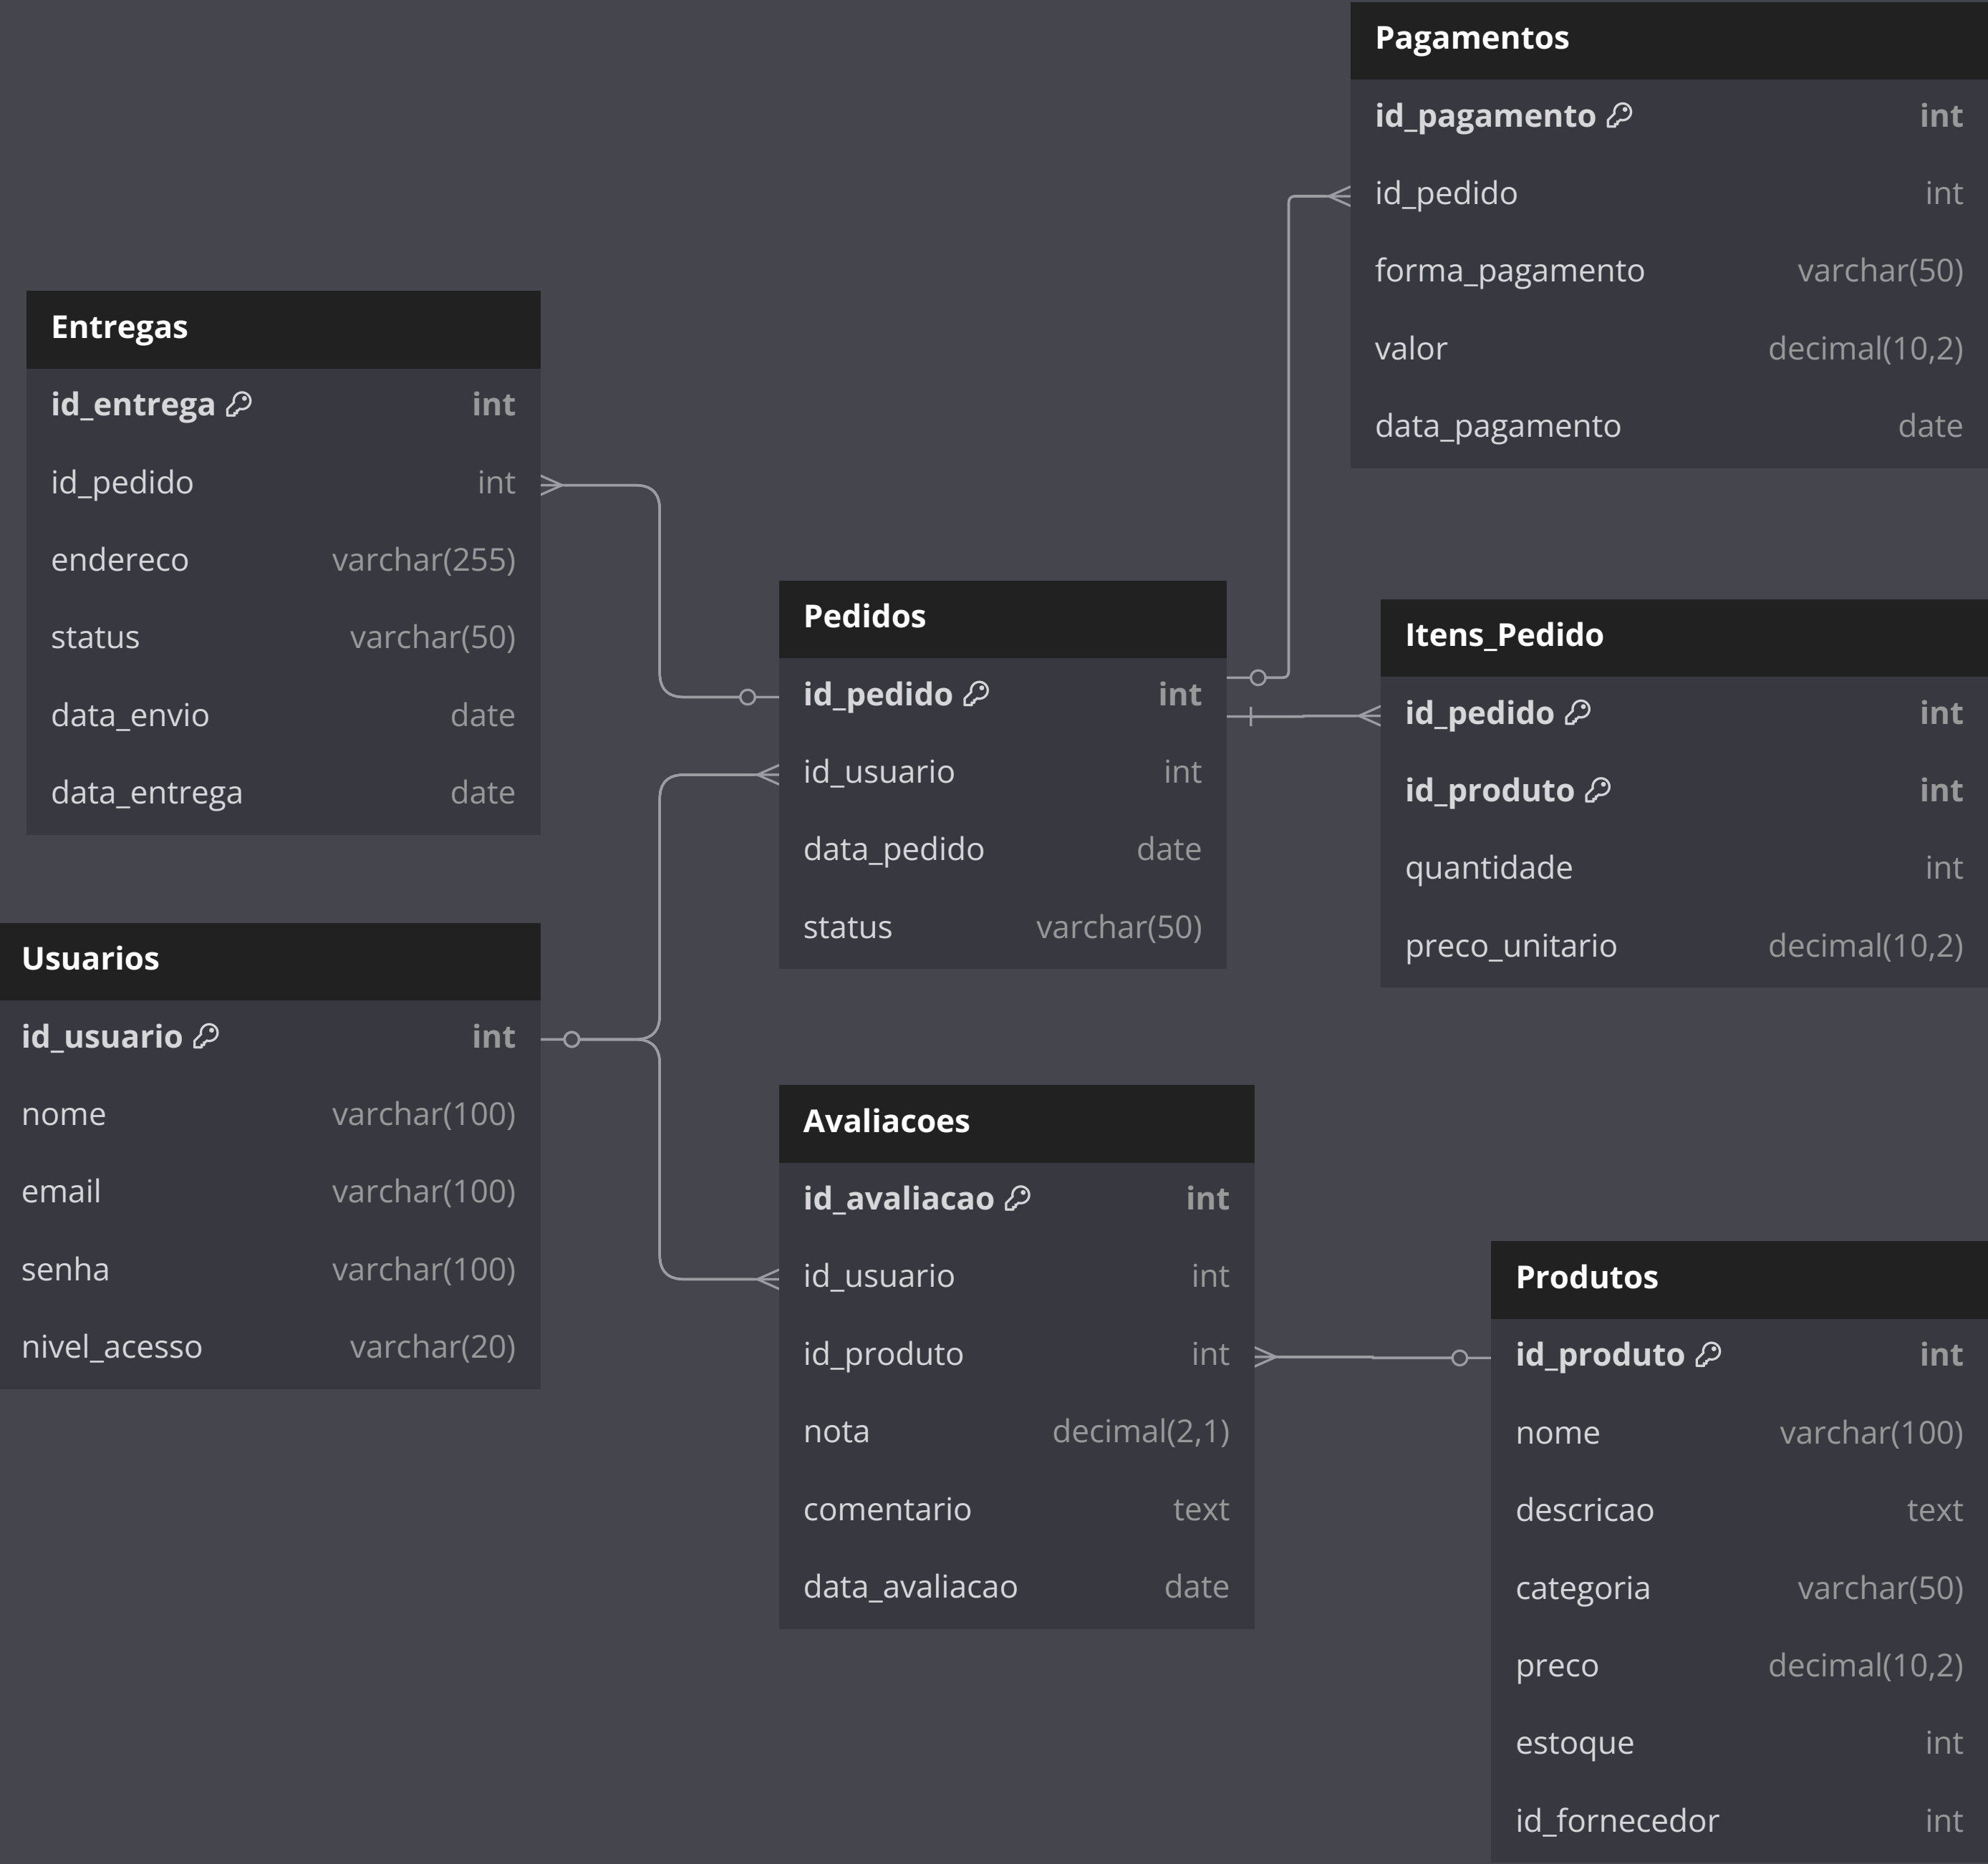 Pagamentos
id_pagamento int
id_pedido int
forma_pagamento varchar(50)
valor decimal(10,2)
data_pagamento date
Entregas
id_entrega int
id_pedido int
endereco varchar(255)
status varchar(50)
data_envio date
data_entrega date
Pedidos
id_pedido int
id_usuario int
data_pedido date
status varchar(50)
Itens_Pedido
id_pedido int
id_produto int
quantidade int
preco_unitario decimal(10,2)
Usuarios
id_usuario int
nome varchar(100)
email varchar(100)
senha varchar(100)
nivel_acesso varchar(20)
Avaliacoes
id_avaliacao int
id_usuario int
id_produto int
nota decimal(2,1)
comentario text
data_avaliacao date
Produtos
id_produto int
nome varchar(100)
descricao text
categoria varchar(50)
preco decimal(10,2)
estoque int
id_fornecedor int